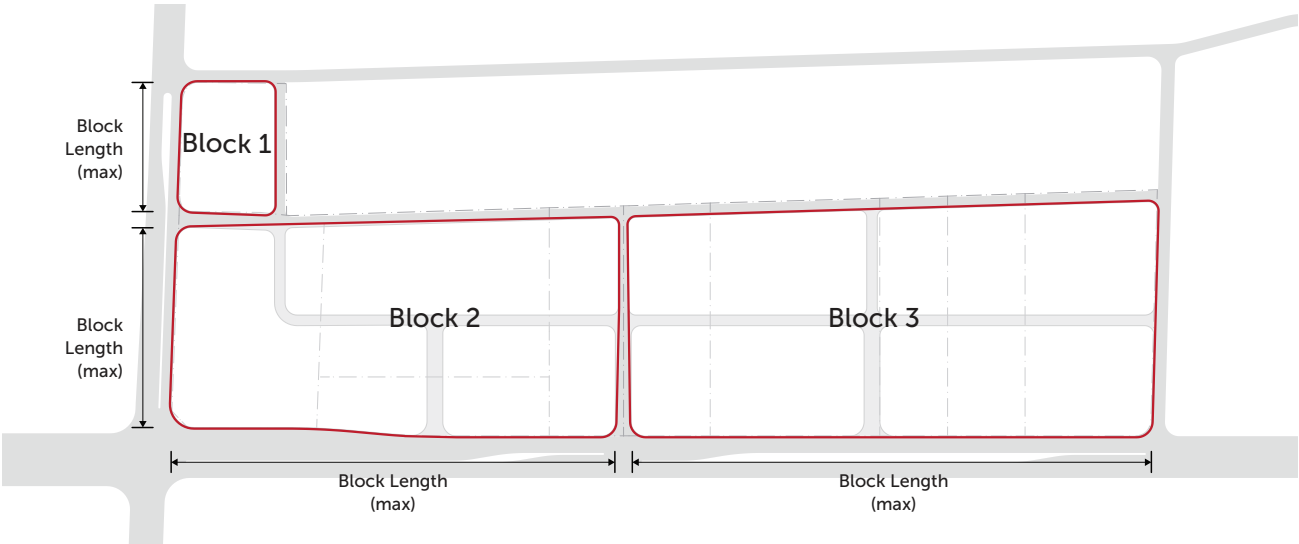 Block
Length
(max)
Block 1
Block
Length
(max)
Block 2
Block 3
Block Length
(max)
Block Length
(max)